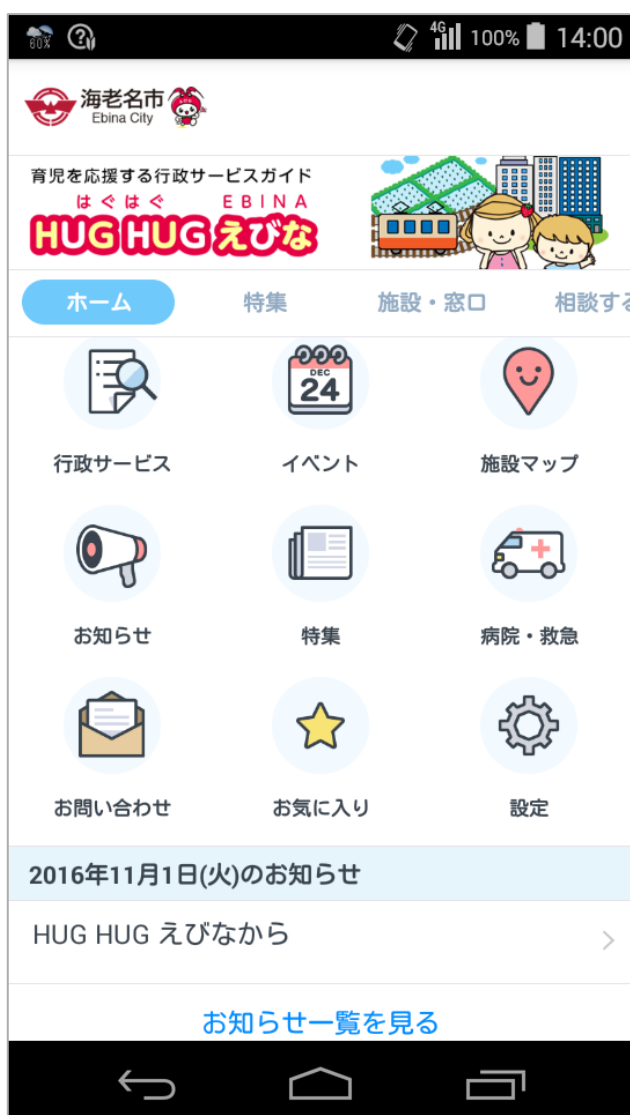 80%
4G 100% 14:00
海老名市
Ebina City
育児を応援する行政サービスガイド
はぐはぐ EBINA
HUG HUG えびな
ホーム 特集 施設・窓口 相談する
DEC
24
行政サービス イベント 施設マップ
お知らせ 特集 病院・救急
お問い合わせ お気に入り 設定
2016年11月1日(火)のお知らせ
HUG HUG えびなから
お知らせ一覧を見る